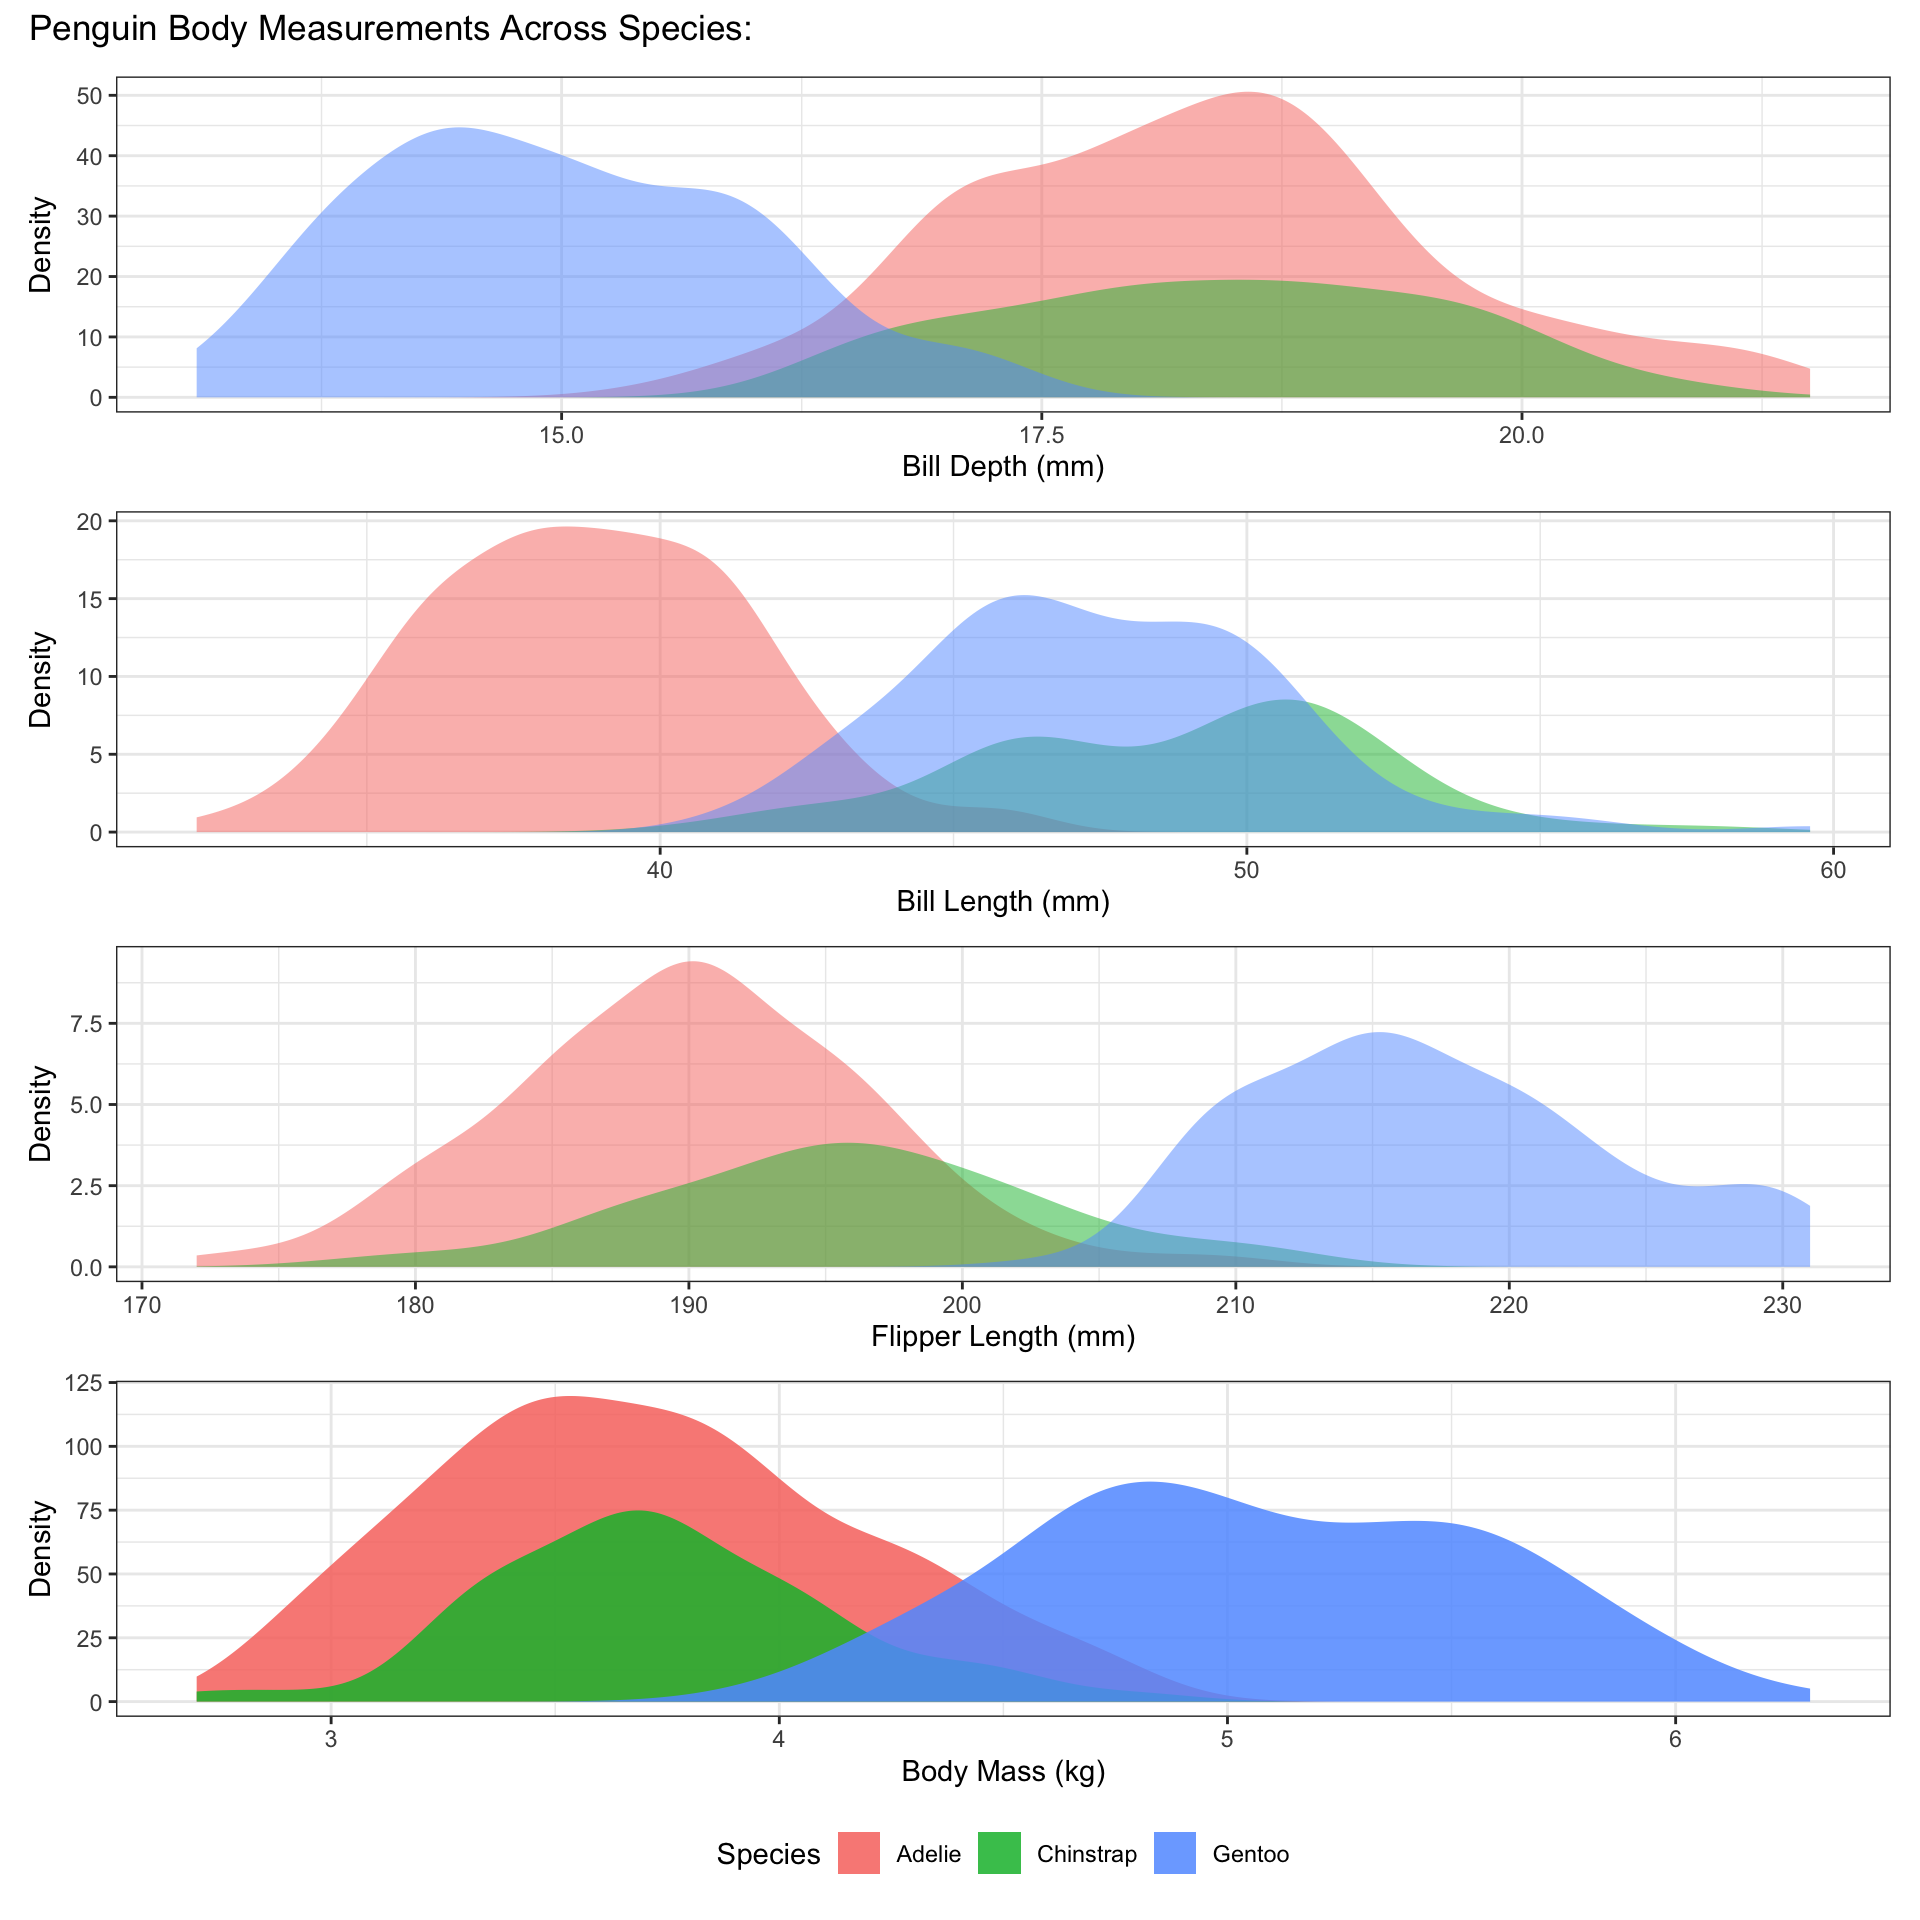 Penguin Body Measurements Across Species:
50
40
30
20
10
0
Density
15.0 17.5 20.0
Bill Depth (mm)
20
15
10
5
0
Density
40 50 60
Bill Length (mm)
7.5
5.0
2.5
0.0
Density
170 180 190 200 210 220 230
Flipper Length (mm)
125
100
75
50
25
0
Density
3 4 5 6
Body Mass (kg)
Species Adelie Chinstrap Gentoo